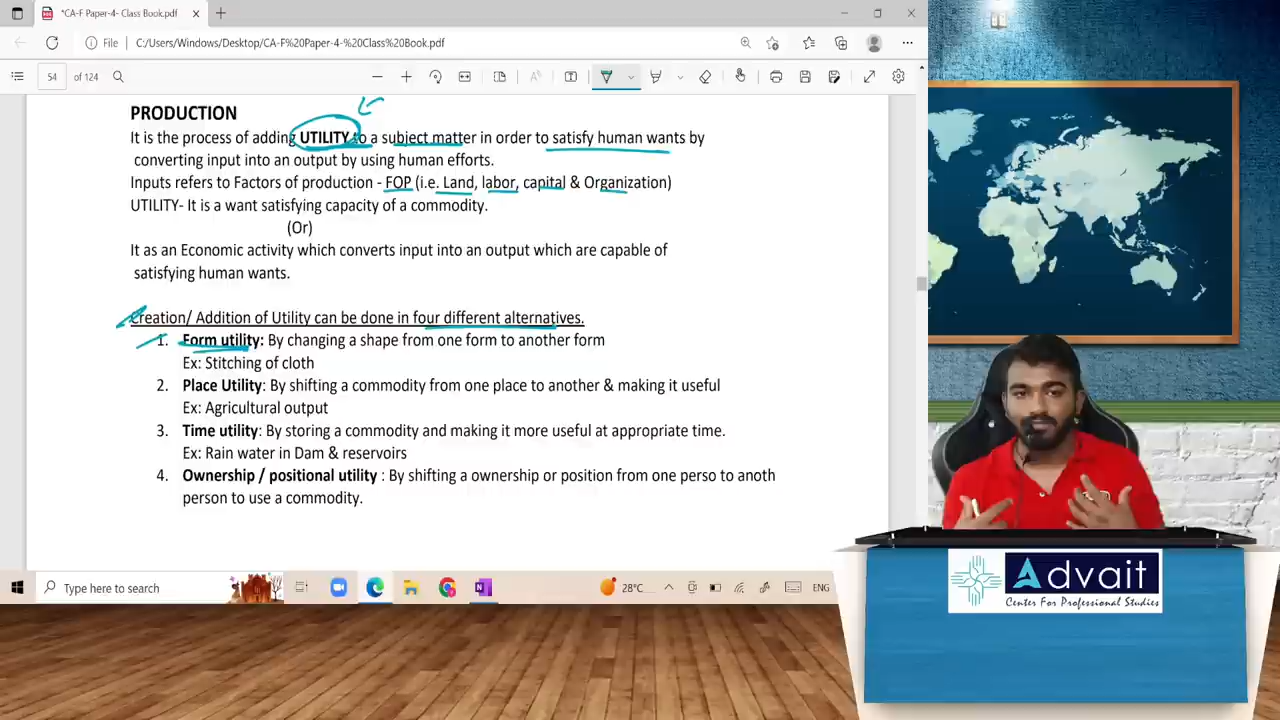 *CA-F Paper-4- Class Book.pdf
File C:/Windows/Desktop/CA-F%20Paper-4-%20Class%20Book.pdf
54 of 124
PRODUCTION
It is the process of adding UTILITY to a subject matter in order to satisfy human wants by
converting input into an output by using human efforts.
Inputs refers to Factors of production - FOP (i.e. Land, labor, capital & Organization)
UTILITY- It is a want satisfying capacity of a commodity.
(Or)
It as an Economic activity which converts input into an output which are capable of
satisfying human wants.
Creation/ Addition of Utility can be done in four different alternatives.
1. Form utility: By changing a shape from one form to another form
Ex: Stitching of cloth
2. Place Utility: By shifting a commodity from one place to another & making it useful
Ex: Agricultural output
3. Time utility: By storing a commodity and making it more useful at appropriate time.
Ex: Rain water in Dam & reservoirs
4. Ownership / positional utility : By shifting a ownership or position from one perso to anoth
person to use a commodity.
Type here to search
28°C
ENG
Advait
Center For Professional Studies